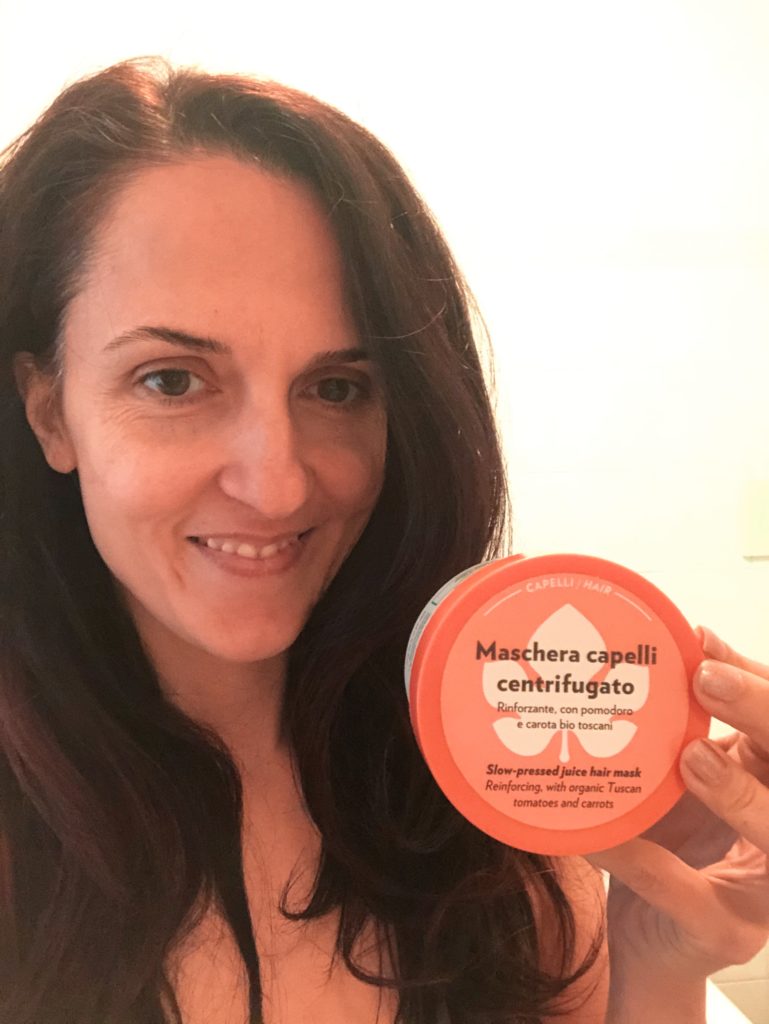 CAPELLI / HAIR
Maschera capelli
centrifugato
Rinforzante, con pomodoro
e carota bio toscani
Slow-pressed juice hair mask
Reinforcing, with organic Tuscan
tomatoes and carrots